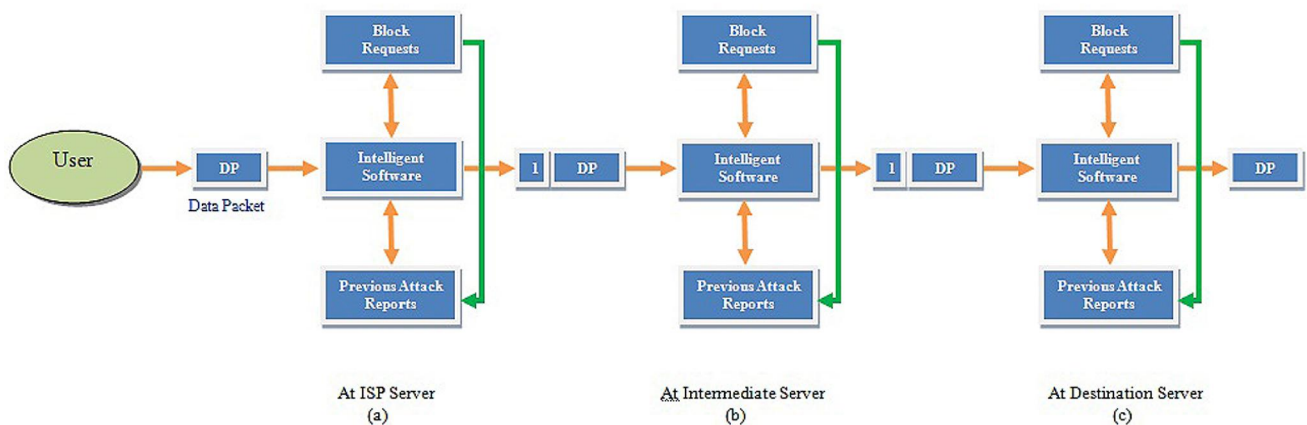 User
DP
Data Packet
Block
Requests
Intelligent
Software
Previous Attack
Reports
At ISP Server
(a)
1
DP
Block
Requests
Intelligent
Software
Previous Attack
Reports
At Intermediate Server
(b)
1
DP
Block
Requests
Intelligent
Software
Previous Attack
Reports
At Destination Server
(c)
DP